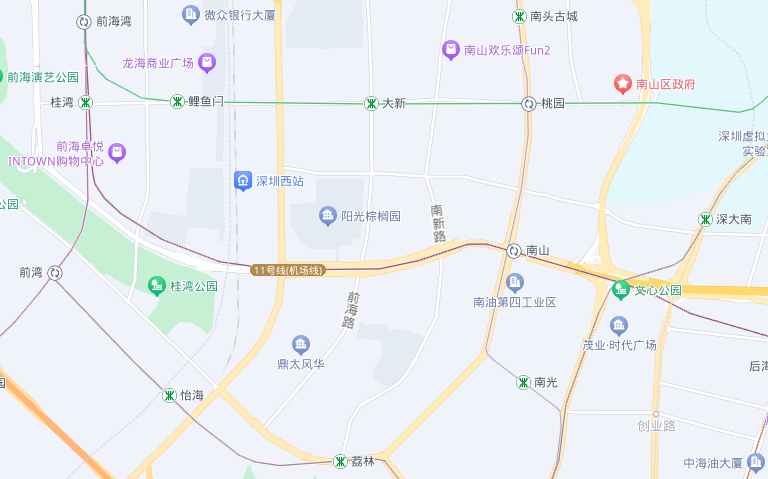 微众银行大厦
南头古城
前海湾
南山欢乐颂Fun2
龙海商业广场
前海演艺公园
南山区政府
桂湾
鲤鱼门
大新
桃园
深圳虚拟
实验
前海卓悦
INTOWN购物中心
深圳西站
公园
阳光棕榈园
南新路
深大南
南山
11号线(机场线)
前湾
桂湾公园
文心公园
南油第四工业区
前海路
茂业·时代广场
鼎太风华
后海
南光
园
怡海
创业路
荔林
中海油大厦